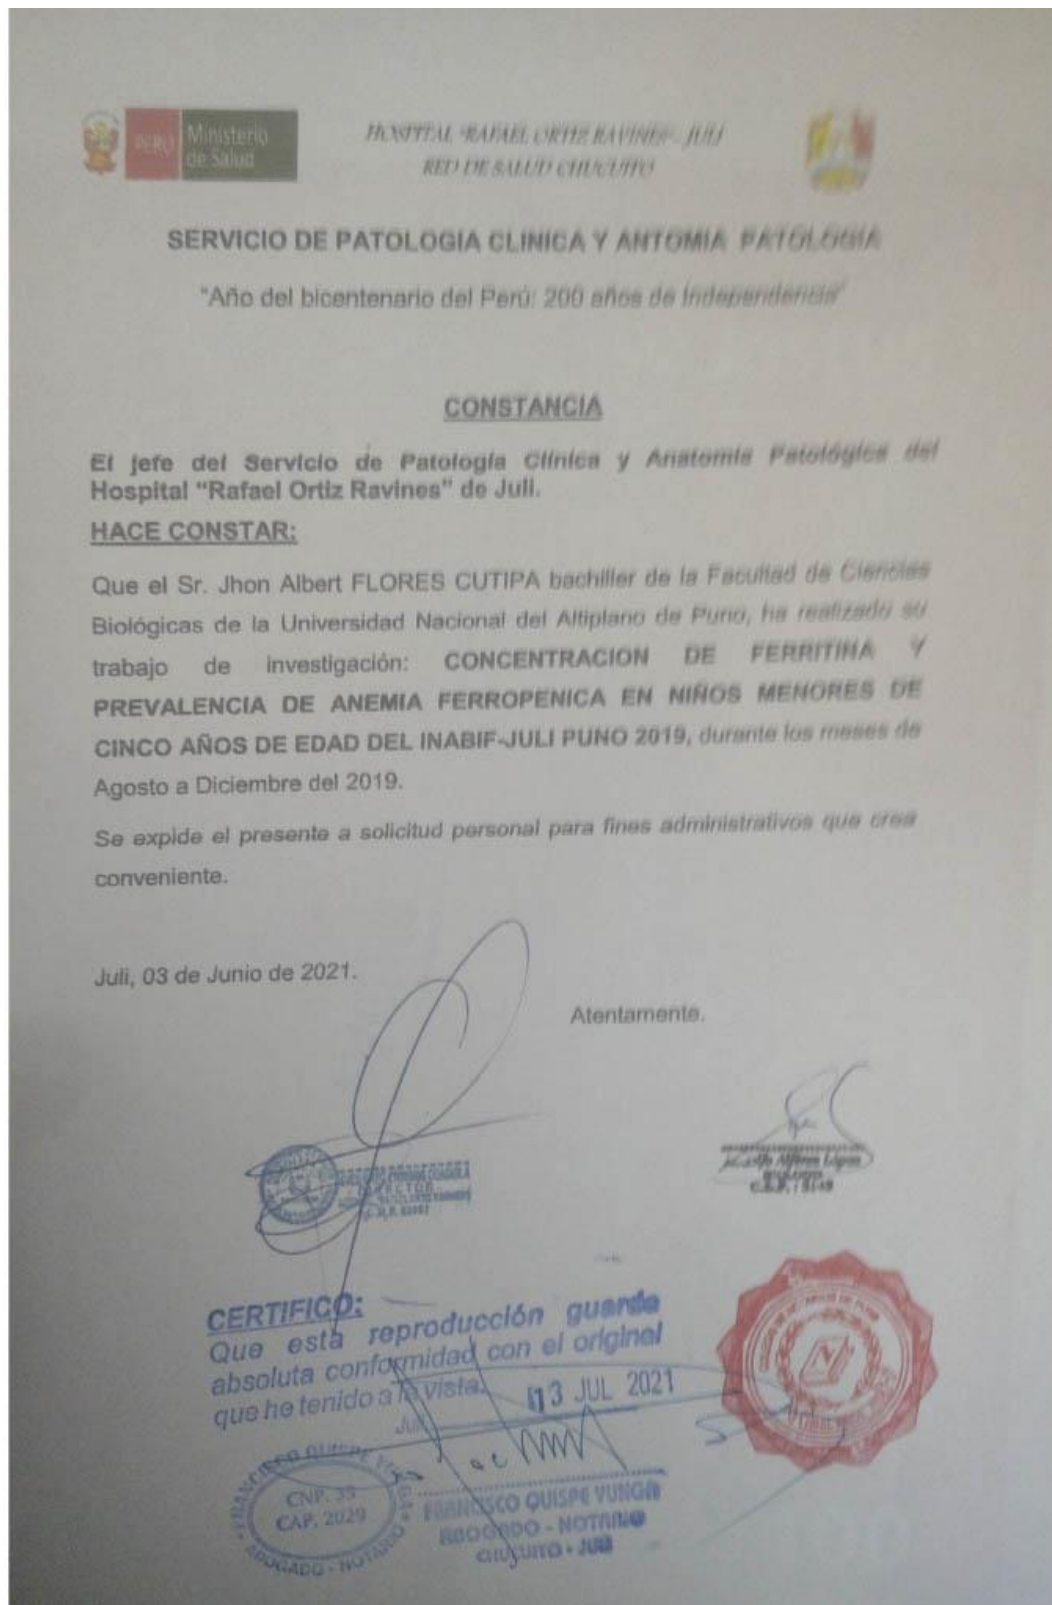 PERÚ
Ministerio
de Salud
HOSPITAL "RAFAEL ORTIZ RAVINES" - JULI
RED DE SALUD CHUCUITO
SERVICIO DE PATOLOGIA CLINICA Y ANTOMIA PATOLOGIA
"Año del bicentenario del Perú: 200 años de Independencia"
CONSTANCIA
El jefe del Servicio de Patología Clínica y Anatomía Patológica del
Hospital "Rafael Ortiz Ravines" de Juli.
HACE CONSTAR:
Que el Sr. Jhon Albert FLORES CUTIPA bachiller de la Facultad de Ciencias
Biológicas de la Universidad Nacional del Altiplano de Puno, ha realizado su
trabajo de investigación: CONCENTRACION DE FERRITINA Y
PREVALENCIA DE ANEMIA FERROPENICA EN NIÑOS MENORES DE
CINCO AÑOS DE EDAD DEL INABIF-JULI PUNO 2019, durante los meses de
Agosto a Diciembre del 2019.
Se expide el presente a solicitud personal para fines administrativos que crea
conveniente.
Juli, 03 de Junio de 2021.
Atentamente.
CERTIFICO:
Que esta reproducción guarda
absoluta conformidad con el original
que he tenido a la vista.
Juli,
13 JUL 2021
FRANCISCO QUISPE YUNGA
CNP. 35
CAP. 2029
ABOGADO - NOTARIO
FRANCISCO QUISPE YUNGA
ABOGADO - NOTARIO
CHUCUITO - JULI